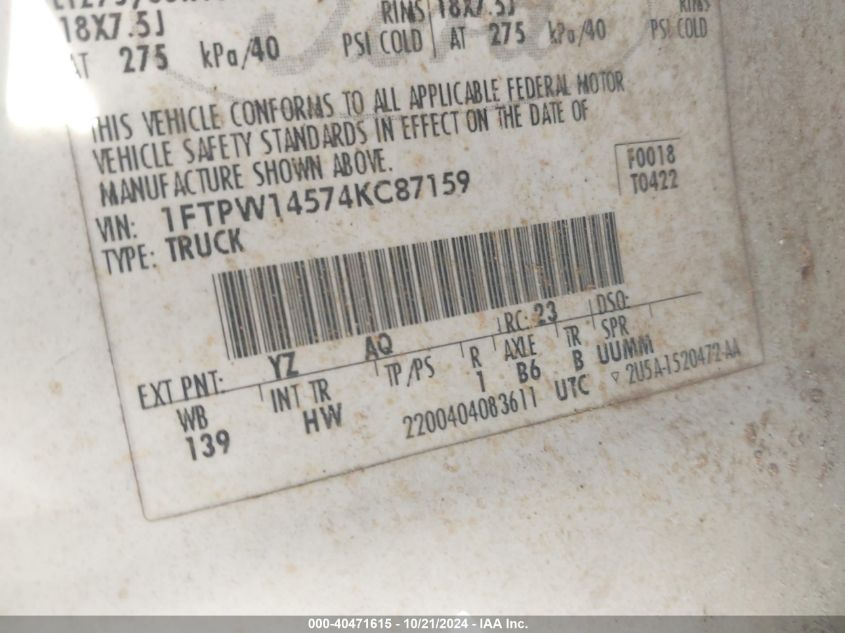 18X7.5J RINS 18X7.5J RINS
AT 275 kPa/40 PSI COLD AT 275 kPa/40 PSI COLD
THIS VEHICLE CONFORMS TO ALL APPLICABLE FEDERAL MOTOR
VEHICLE SAFETY STANDARDS IN EFFECT ON THE DATE OF
MANUFACTURE SHOWN ABOVE.
F0018
T0422
VIN: 1FTPW14574KC87159
TYPE: TRUCK
EXT PNT: YZ AQ RC: 23 DSO:
WB INT TR TP/PS R AXLE TR SPR
139 HW 1 B6 B UUMM
2200404083611 UTC ▽ 2U5A-1520472-AA
000-40471615 - 10/21/2024 - IAA Inc.